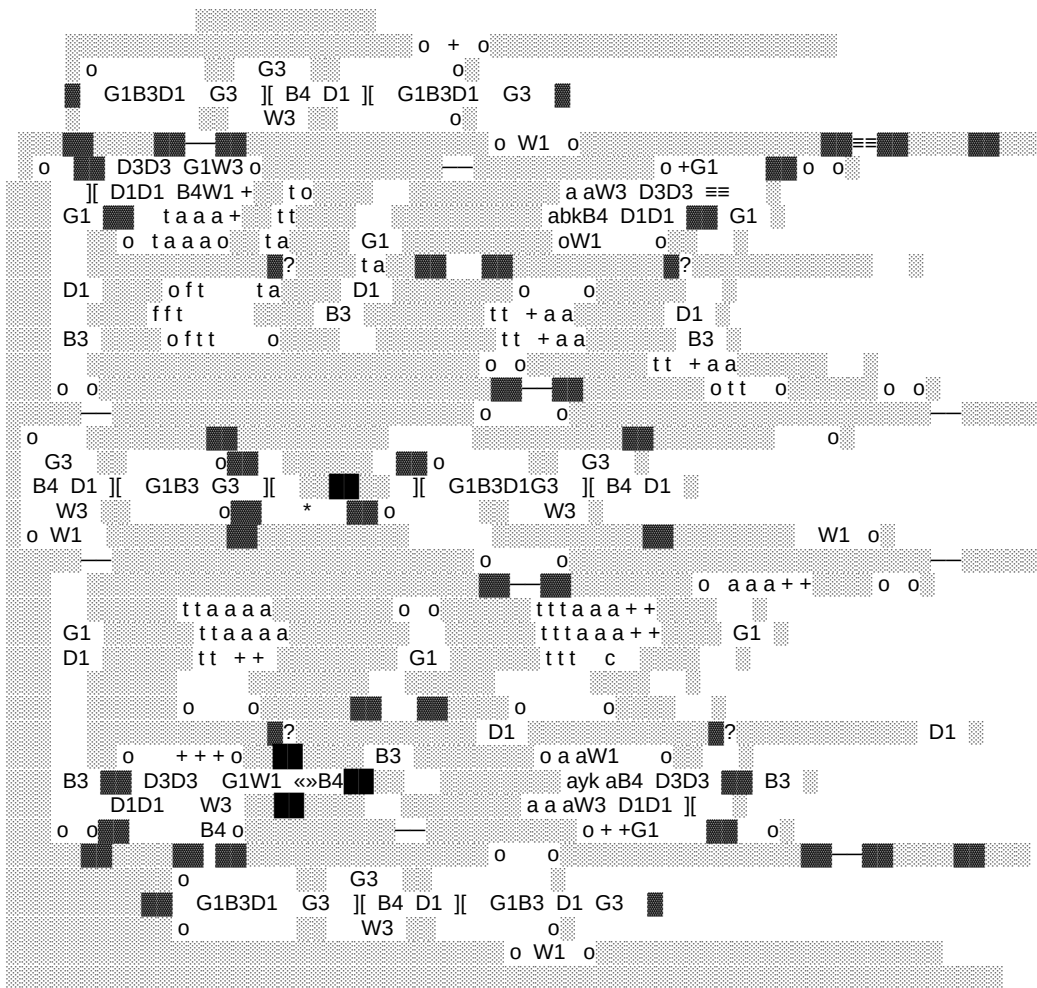 o + o
o G3 o
G1B3D1 G3 ][ B4 D1 ][ G1B3D1 G3
W3 o
o W1 o ≡≡
o D3D3 G1W3 o — o +G1 o o
][ D1D1 B4W1 + t o a aW3 D3D3 ≡≡
G1 t a a a + t t abkB4 D1D1 G1
o t a a a o t a G1 oW1 o
? t a ?
D1 o f t t a D1 o o
f f t B3 t t + a a D1
B3 o f t t o t t + a a B3
o o t t + a a
o o — o t t o o o
— o o —
o o
G3 o o G3
B4 D1 ][ G1B3 G3 ][ ][ G1B3D1G3 ][ B4 D1
W3 o * o W3
o W1 W1 o
— o o —
— o a a a + + o o
t t a a a a o o t t t a a a + +
G1 t t a a a a t t t a a a + + G1
D1 t t + + G1 t t t c
o o o o
? D1 ? D1
o + + + o B3 o a aW1 o
B3 D3D3 G1W1 «»B4 ayk aB4 D3D3 B3
D1D1 W3 a a aW3 D1D1 ][
o o B4 o — o + +G1 o
o o —
o G3
G1B3D1 G3 ][ B4 D1 ][ G1B3 D1 G3
o W3 o
o W1 o